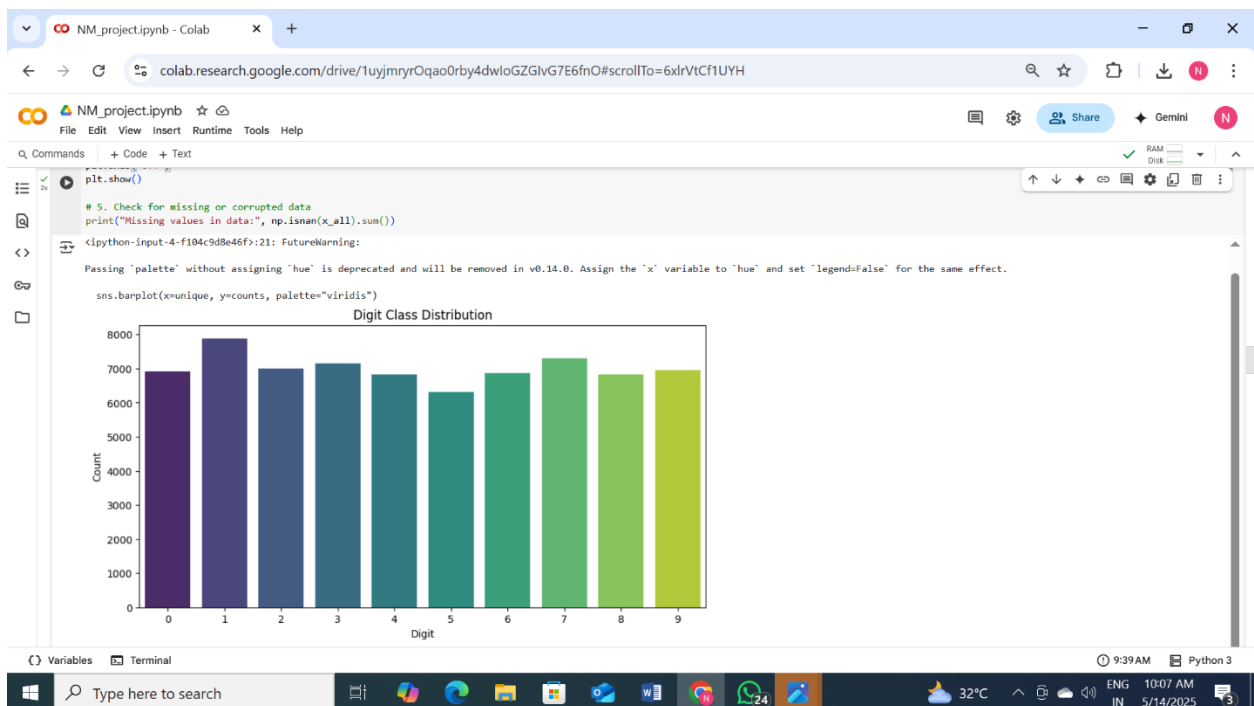 NM_project.ipynb - Colab
colab.research.google.com/drive/1uyjmryrOqao0rby4dwIoGZGIvG7E6fnO#scrollTo=6xlrVtCf1UYH
N
NM_project.ipynb
File Edit View Insert Runtime Tools Help
Share
Gemini
N
Commands + Code + Text
RAM
Disk
2s
plt.show()
# 5. Check for missing or corrupted data
print("Missing values in data:", np.isnan(x_all).sum())
<ipython-input-4-f104c9d8e46f>:21: FutureWarning:
Passing `palette` without assigning `hue` is deprecated and will be removed in v0.14.0. Assign the `x` variable to `hue` and set `legend=False` for the same effect.
sns.barplot(x=unique, y=counts, palette="viridis")
Digit Class Distribution
8000
7000
6000
5000
4000
3000
2000
1000
0
Count
0 1 2 3 4 5 6 7 8 9
Digit
{} Variables Terminal
9:39 AM Python 3
Type here to search
24
32°C
ENG
IN
10:07 AM
5/14/2025
3